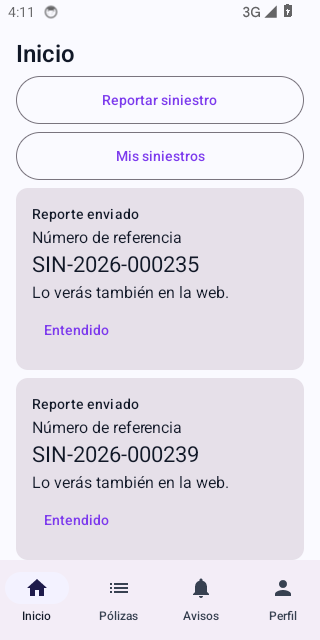 4:11
3G
Inicio
Reportar siniestro
Mis siniestros
Reporte enviado
Número de referencia
SIN-2026-000235
Lo verás también en la web.
Entendido
Reporte enviado
Número de referencia
SIN-2026-000239
Lo verás también en la web.
Entendido
Inicio
Pólizas
Avisos
Perfil